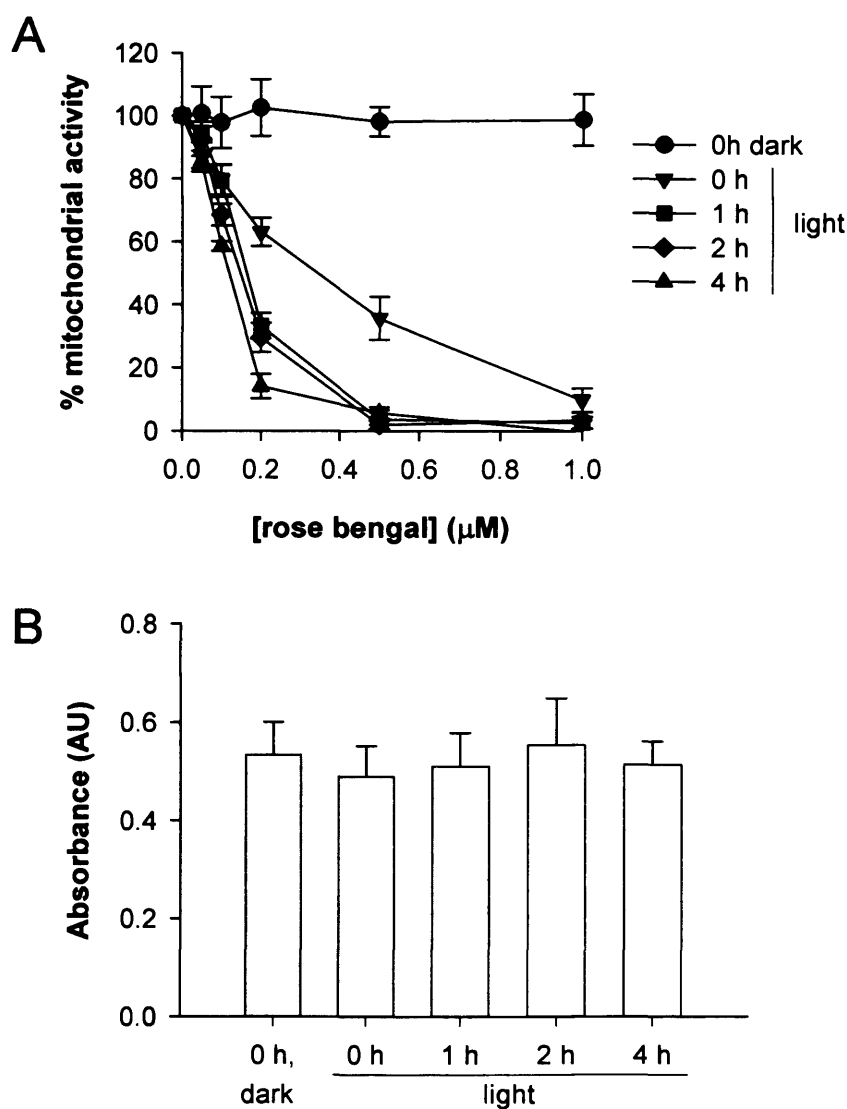 A
120
100
80
60
40
20
0
% mitochondrial activity
0.0 0.2 0.4 0.6 0.8 1.0
[rose bengal] (μM)
0h dark
0 h
1 h
2 h
4 h
light
B
0.8
0.6
0.4
0.2
0.0
Absorbance (AU)
0 h, 0 h 1 h 2 h 4 h
dark light